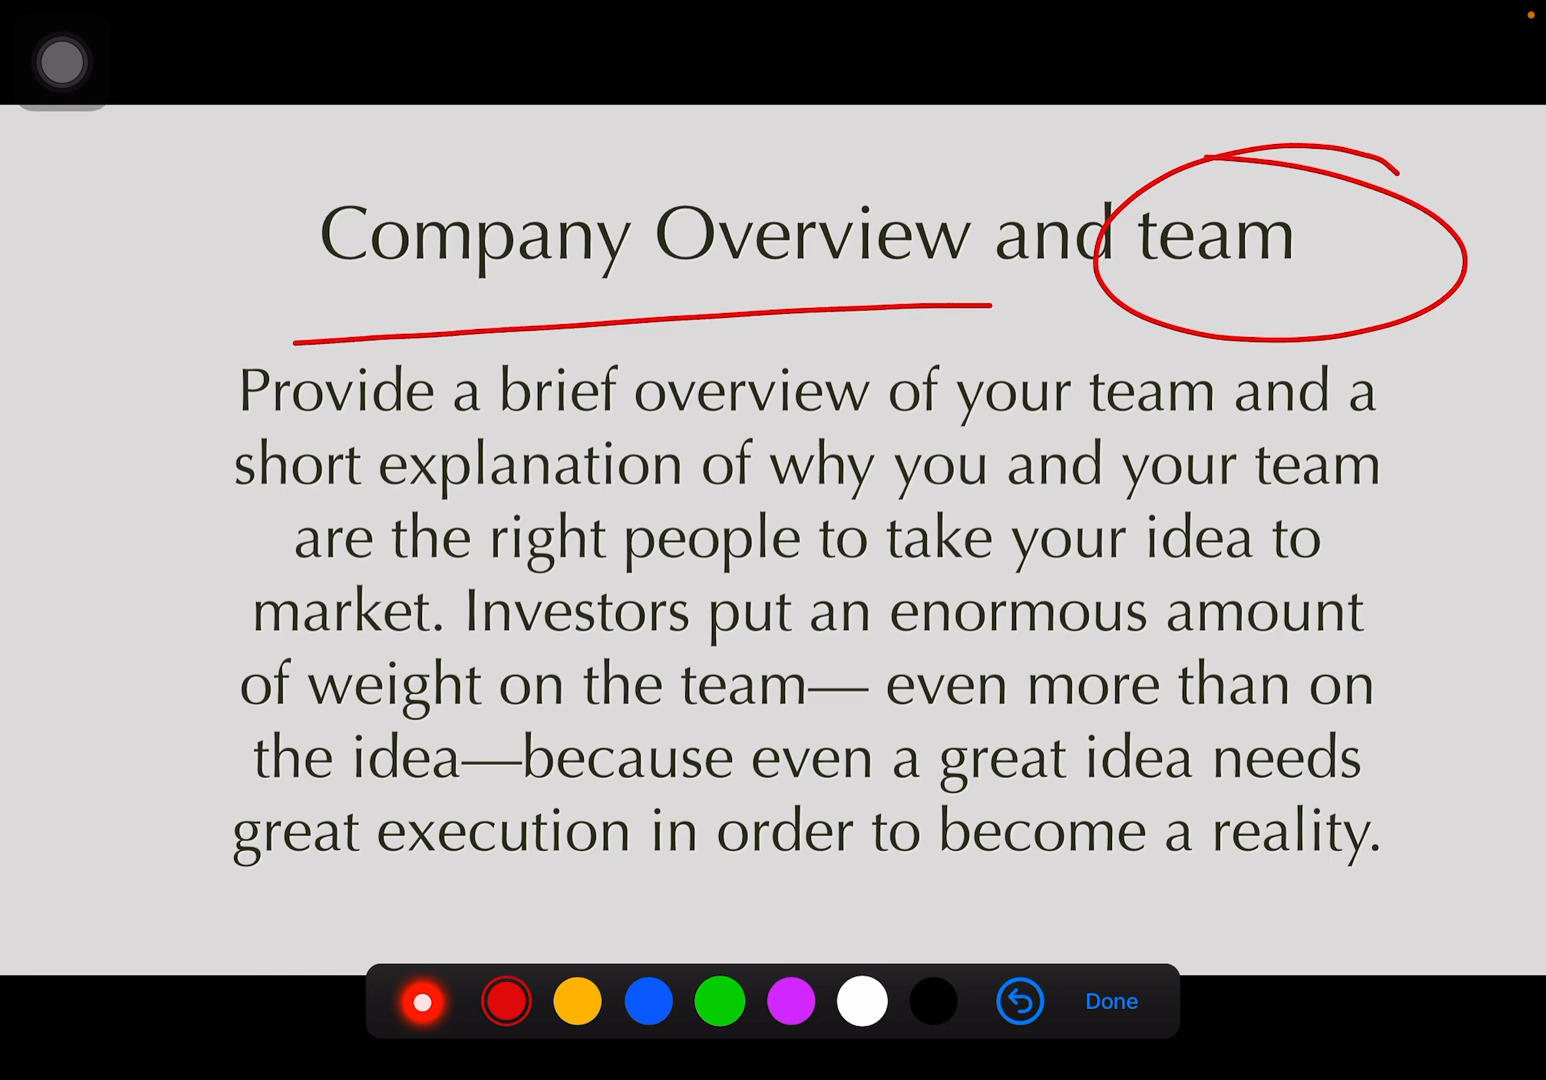 Company Overview and team
Provide a brief overview of your team and a
short explanation of why you and your team
are the right people to take your idea to
market. Investors put an enormous amount
of weight on the team— even more than on
the idea—because even a great idea needs
great execution in order to become a reality.
Done